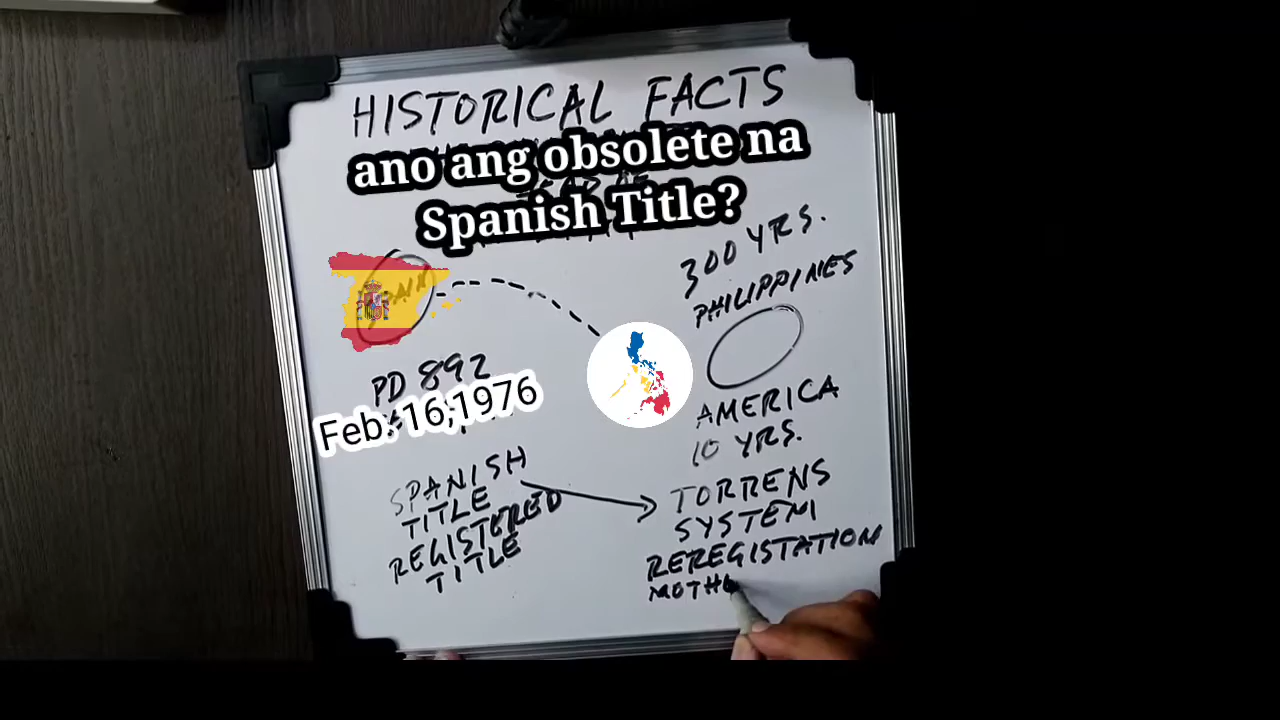 HISTORICAL FACTS
ano ang obsolete na
Spanish Title?
300 YRS.
PHILIPPINES
PD 892
Feb. 16,1976
AMERICA
10 YRS.
SPANISH
TITLE
REGISTERED
TITLE
TORRENS
SYSTEM
REREGISTATION